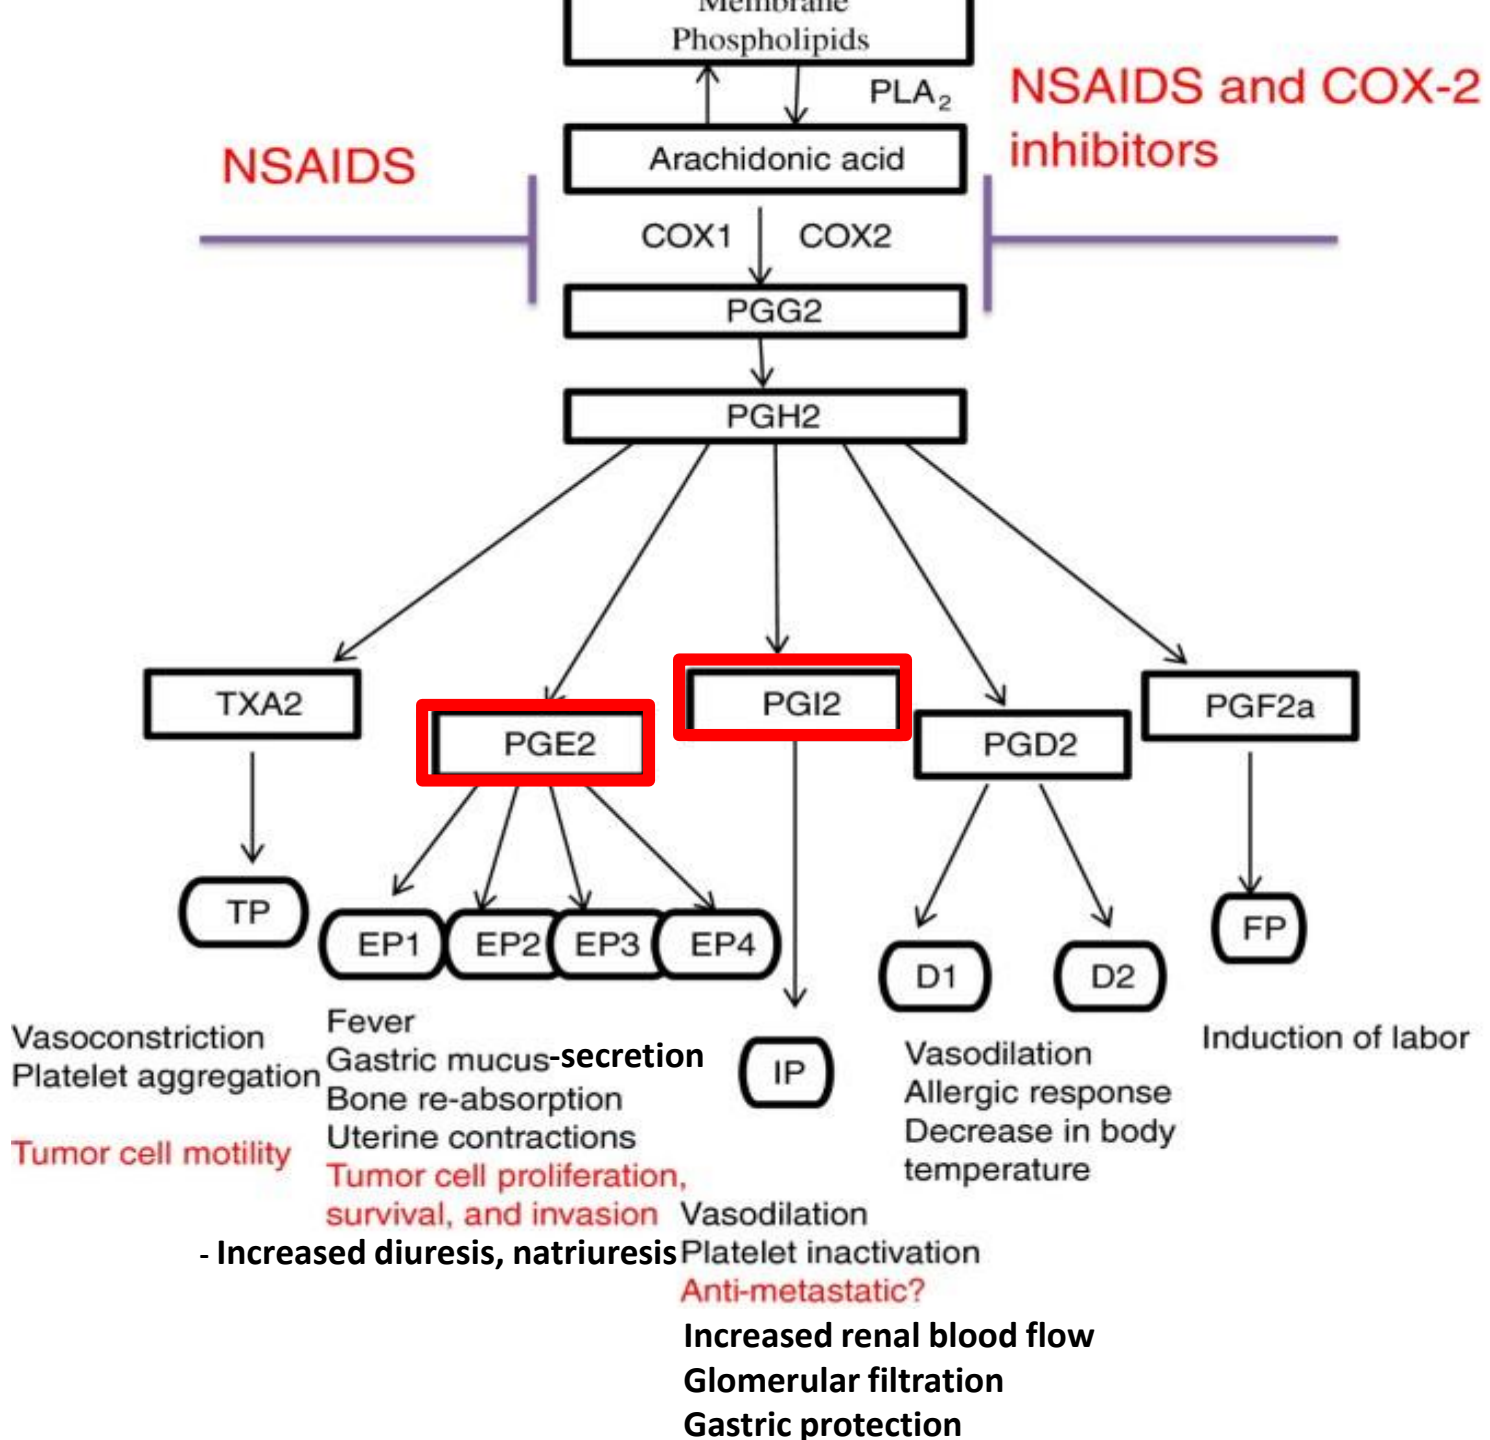 Membrane
Phospholipids
PLA2
NSAIDS and COX-2
inhibitors
NSAIDS
Arachidonic acid
COX1 COX2
PGG2
PGH2
TXA2
PGE2
PGI2
PGD2
PGF2a
TP
EP1 EP2 EP3 EP4
IP
D1 D2
FP
Vasoconstriction
Platelet aggregation
Tumor cell motility
Fever
Gastric mucus-secretion
Bone re-absorption
Uterine contractions
Tumor cell proliferation,
survival, and invasion
- Increased diuresis, natriuresis
Vasodilation
Platelet inactivation
Anti-metastatic?
Increased renal blood flow
Glomerular filtration
Gastric protection
Vasodilation
Allergic response
Decrease in body
temperature
Induction of labor